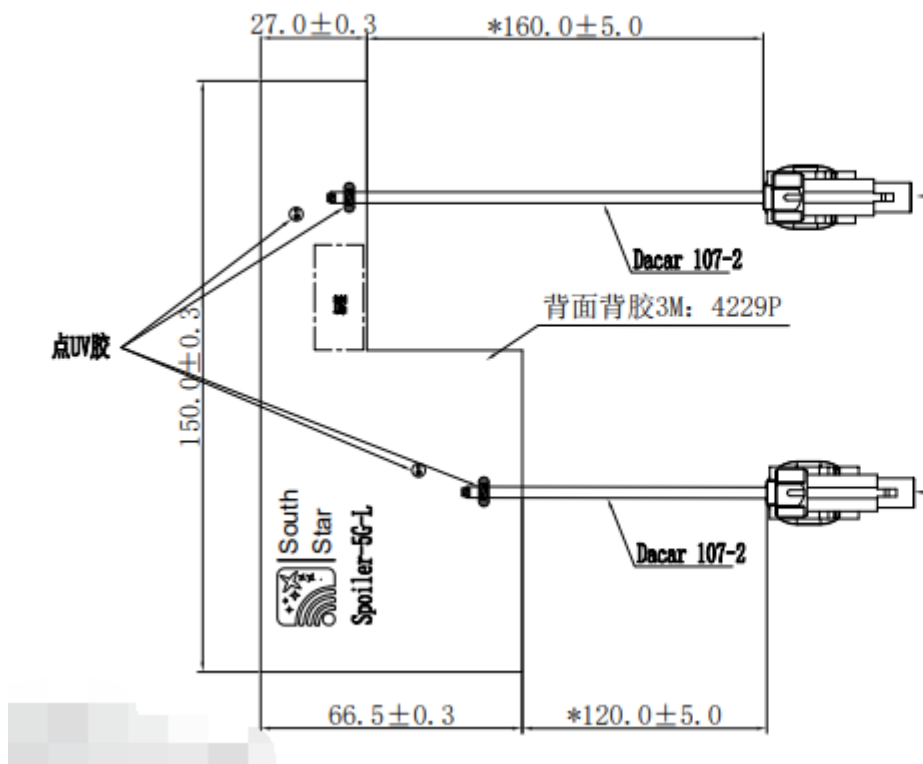 27.0±0.3
*160.0±5.0
Dacar 107-2
背面背胶3M: 4229P
点UV胶
150.0±0.3
South
Star
Spoiler-5G-L
Dacar 107-2
66.5±0.3
*120.0±5.0